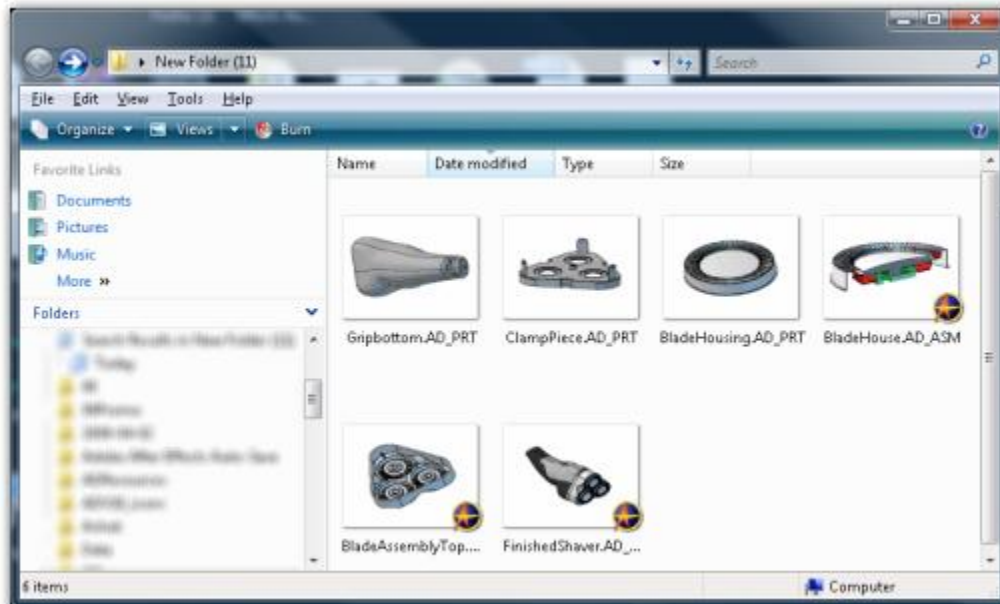 New Folder (11)
Search
File Edit View Tools Help
Organize Views Burn
Favorite Links
Documents
Pictures
Music
More »
Folders
Name Date modified Type Size
Gripbottom.AD_PRT ClampPiece.AD_PRT BladeHousing.AD_PRT BladeHouse.AD_ASM
BladeAssemblyTop.... FinishedShaver.AD_...
6 items
Computer